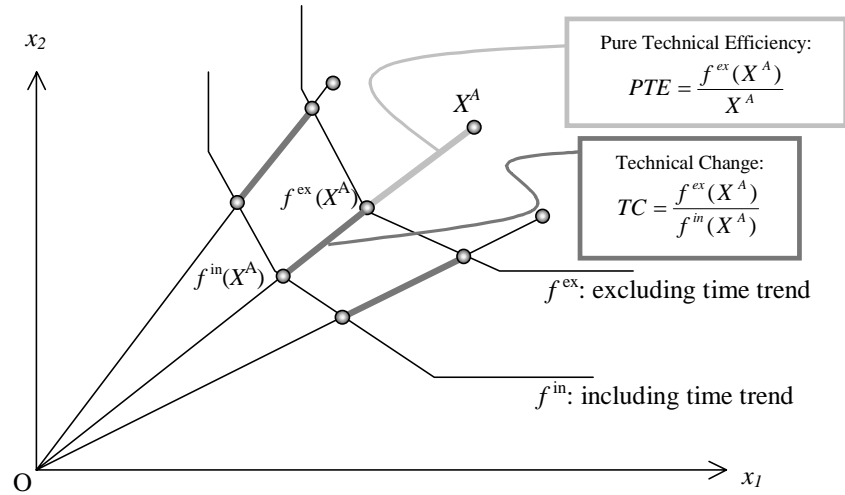 x₂
Pure Technical Efficiency:
PTE = f^{ex}(X^A) / X^A
X^A
Technical Change:
TC = f^{ex}(X^A) / f^{in}(X^A)
f^{ex}(X^A)
f^{in}(X^A)
f^{ex}: excluding time trend
f^{in}: including time trend
O
x₁